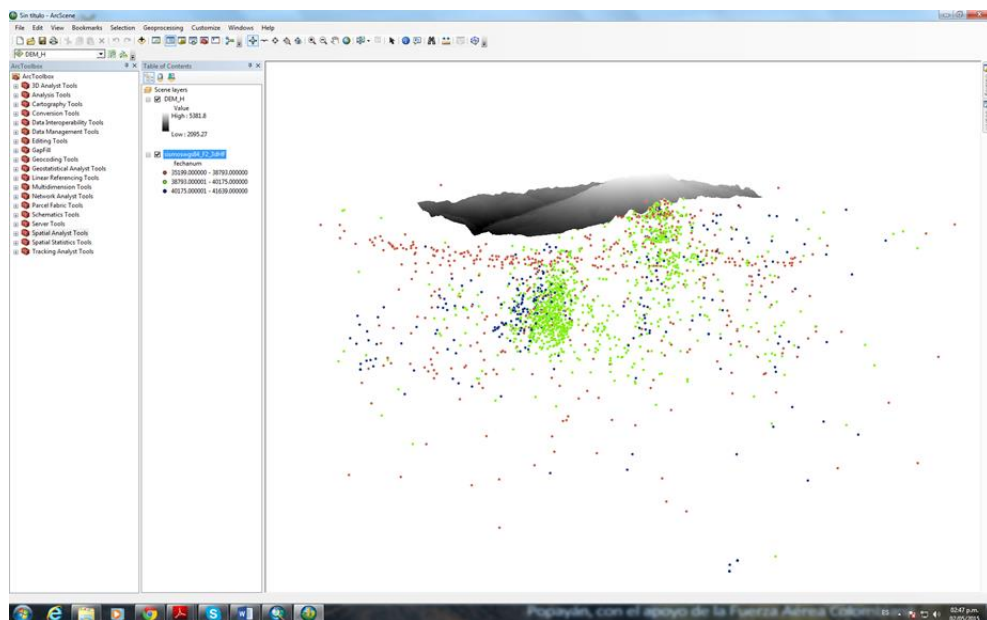 Sin título - ArcScene
File Edit View Bookmarks Selection Geoprocessing Customize Windows Help
DEM_H
ArcToolbox
ArcToolbox
3D Analyst Tools
Analysis Tools
Cartography Tools
Conversion Tools
Data Interoperability Tools
Data Management Tools
Editing Tools
GapFill
Geocoding Tools
Geostatistical Analyst Tools
Linear Referencing Tools
Multidimension Tools
Network Analyst Tools
Parcel Fabric Tools
Schematics Tools
Server Tools
Spatial Analyst Tools
Spatial Statistics Tools
Tracking Analyst Tools
Table of Contents
Scene layers
DEM_H
Value
High : 5381.8
Low : 2095.27
fechanum
35199.000000 - 38793.000000
38793.000001 - 40175.000000
40175.000001 - 41639.000000
Popayán, con el apoyo de la Fuerza Aérea
ES
02:47 p.m.
02/05/2015